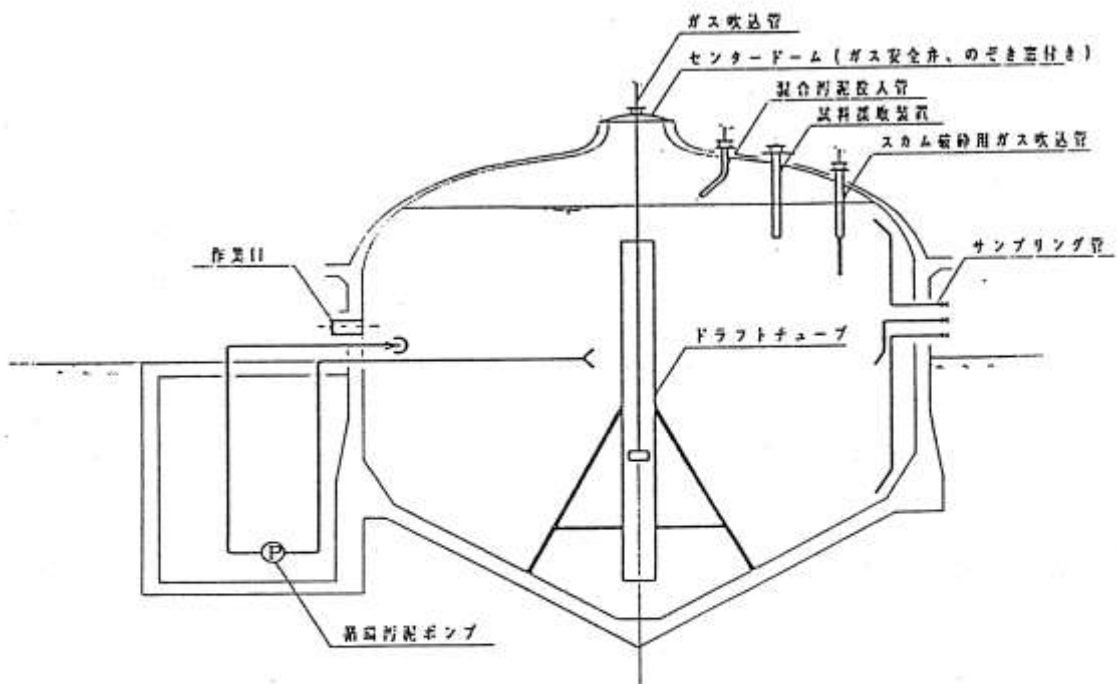 ガス吹込管
センタードーム(ガス安全弁、のぞき窓付き)
混合汚泥投入管
試料採取装置
スカム破砕用ガス吹込管
作業口
サンプリング管
ドラフトチューブ
P
循環汚泥ポンプ